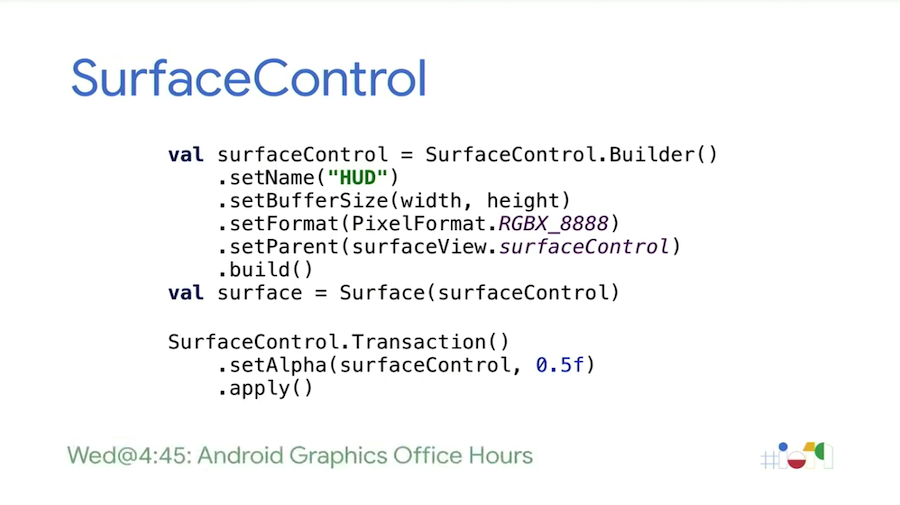 SurfaceControl
val surfaceControl = SurfaceControl.Builder()
.setName("HUD")
.setBufferSize(width, height)
.setFormat(PixelFormat.RGBX_8888)
.setParent(surfaceView.surfaceControl)
.build()
val surface = Surface(surfaceControl)
SurfaceControl.Transaction()
.setAlpha(surfaceControl, 0.5f)
.apply()
Wed@4:45: Android Graphics Office Hours
#io19